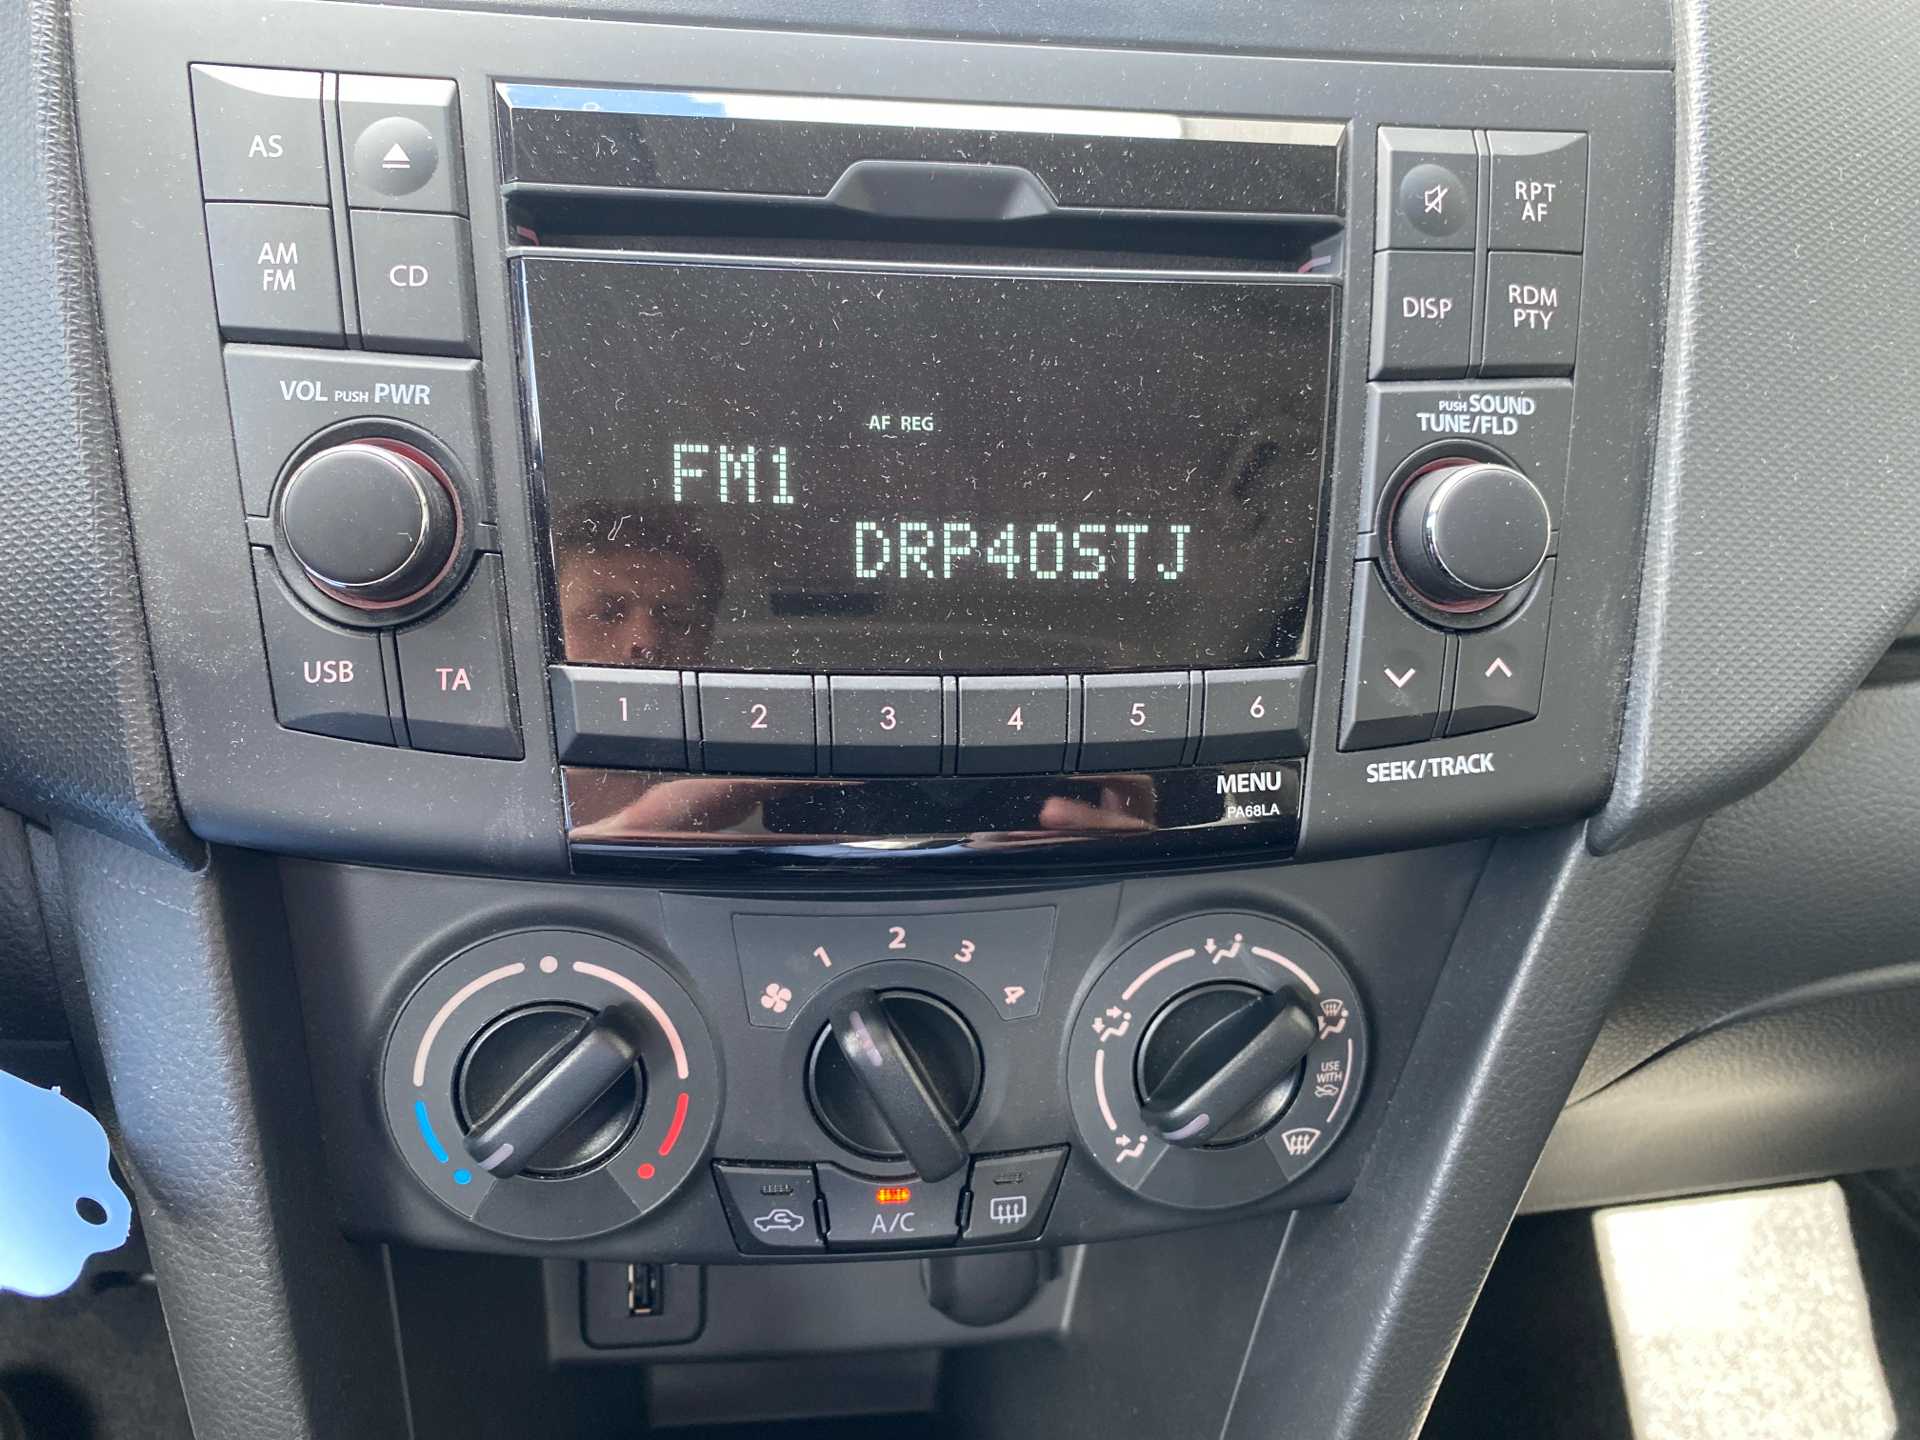 AS
AM
FM
CD
VOL PUSH PWR
USB
TA
AF REG
FM1
DRP4OSTJ
1 2 3 4 5 6
MENU
PA68LA
RPT
AF
DISP
RDM
PTY
PUSH SOUND
TUNE/FLD
SEEK/TRACK
1 2 3 4
A/C
USE
WITH